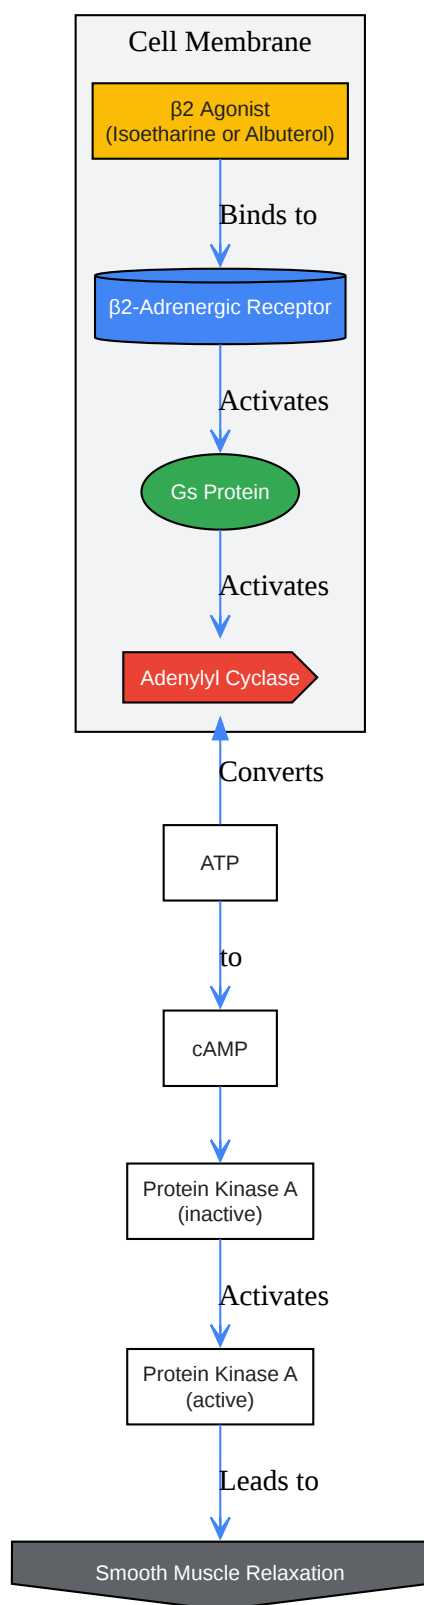 Cell Membrane
β2 Agonist
(Isoetharine or Albuterol)
Binds to
β2-Adrenergic Receptor
Activates
Gs Protein
Activates
Adenylyl Cyclase
Converts
ATP
to
cAMP
Protein Kinase A
(inactive)
Activates
Protein Kinase A
(active)
Leads to
Smooth Muscle Relaxation